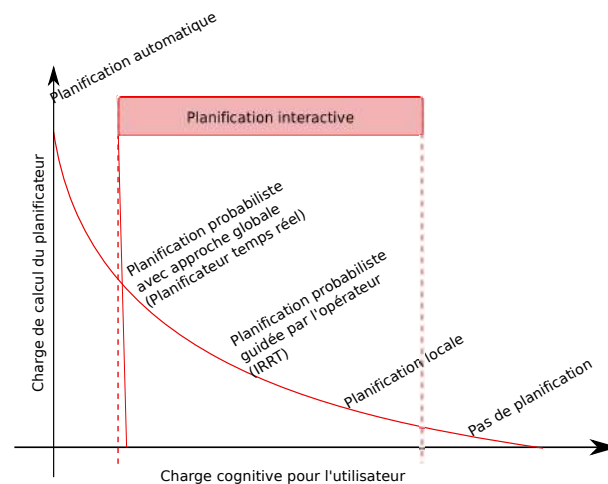 Planification automatique
Planification interactive
Planification probabiliste
avec approche globale
(Planificateur temps réel)
Planification probabiliste
guidée par l'opérateur
(IRRT)
Planification locale
Pas de planification
Charge de calcul du planificateur
Charge cognitive pour l'utilisateur